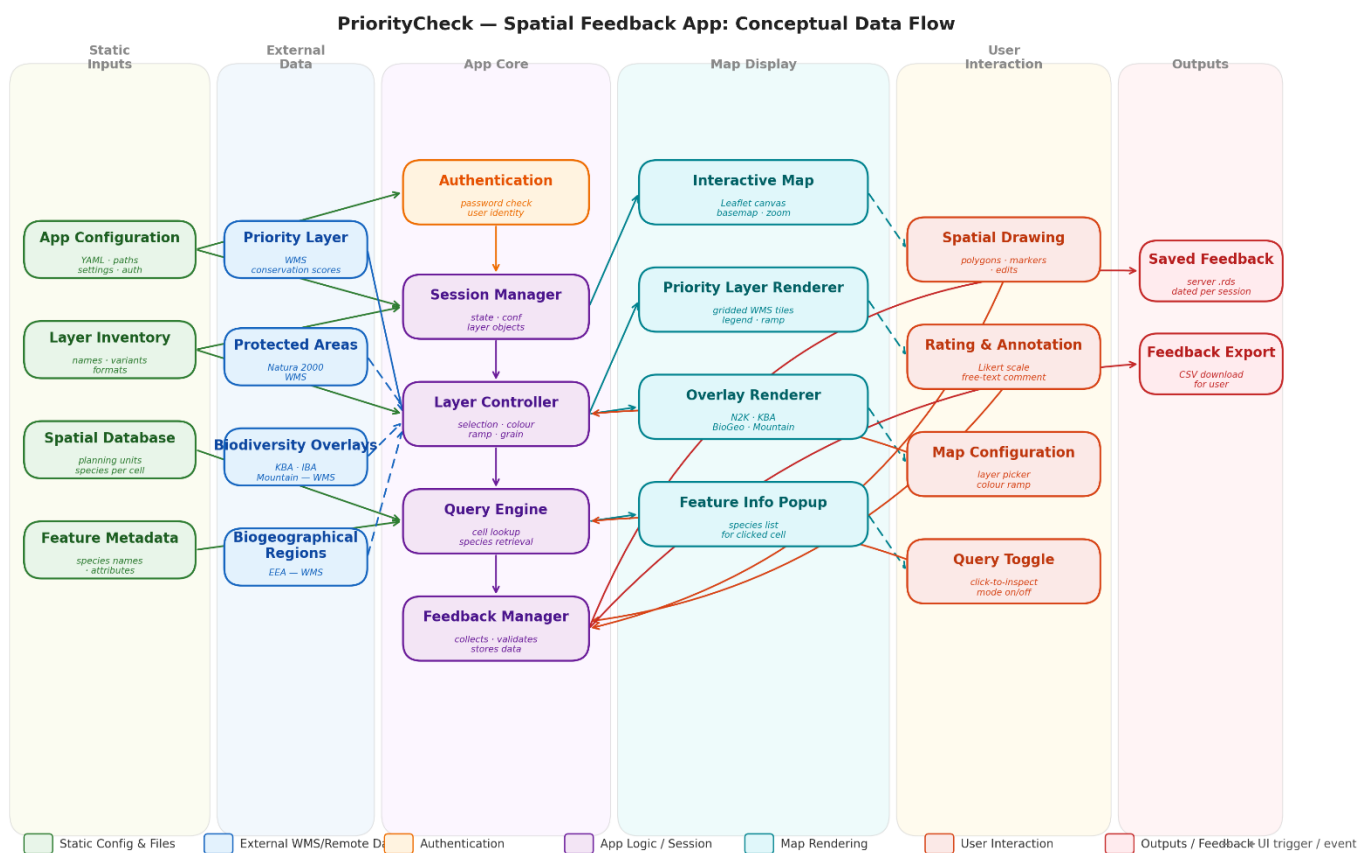 PriorityCheck — Spatial Feedback App: Conceptual Data Flow
Static
Inputs
External
Data
App Core
Map Display
User
Interaction
Outputs
App Configuration
YAML · paths
settings · auth
Layer Inventory
names · variants
formats
Spatial Database
planning units
species per cell
Feature Metadata
species names
· attributes
Priority Layer
WMS
conservation scores
Protected Areas
Natura 2000
WMS
Biodiversity Overlays
KBA · IBA
Mountain — WMS
Biogeographical
Regions
EEA — WMS
Authentication
password check
user identity
Session Manager
state · conf
layer objects
Layer Controller
selection · colour
ramp · grain
Query Engine
cell lookup
species retrieval
Feedback Manager
collects · validates
stores data
Interactive Map
Leaflet canvas
basemap · zoom
Priority Layer Renderer
gridded WMS tiles
legend · ramp
Overlay Renderer
N2K · KBA
BioGeo · Mountain
Feature Info Popup
species list
for clicked cell
Spatial Drawing
polygons · markers
· edits
Rating & Annotation
Likert scale
free-text comment
Map Configuration
layer picker
colour ramp
Query Toggle
click-to-inspect
mode on/off
Saved Feedback
server .rds
dated per session
Feedback Export
CSV download
for user
Static Config & Files
External WMS/Remote Da
Authentication
App Logic / Session
Map Rendering
User Interaction
Outputs / Feedback
UI trigger / event